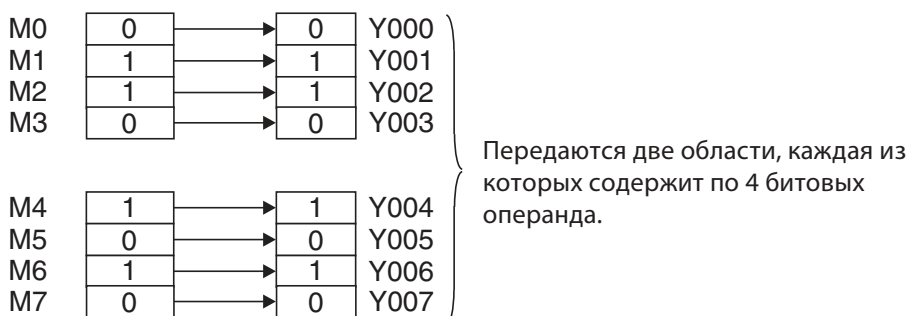 M0 0 0 Y000
M1 1 1 Y001
M2 1 1 Y002
M3 0 0 Y003
Передаются две области, каждая из
которых содержит по 4 битовых
операнда.
M4 1 1 Y004
M5 0 0 Y005
M6 1 1 Y006
M7 0 0 Y007